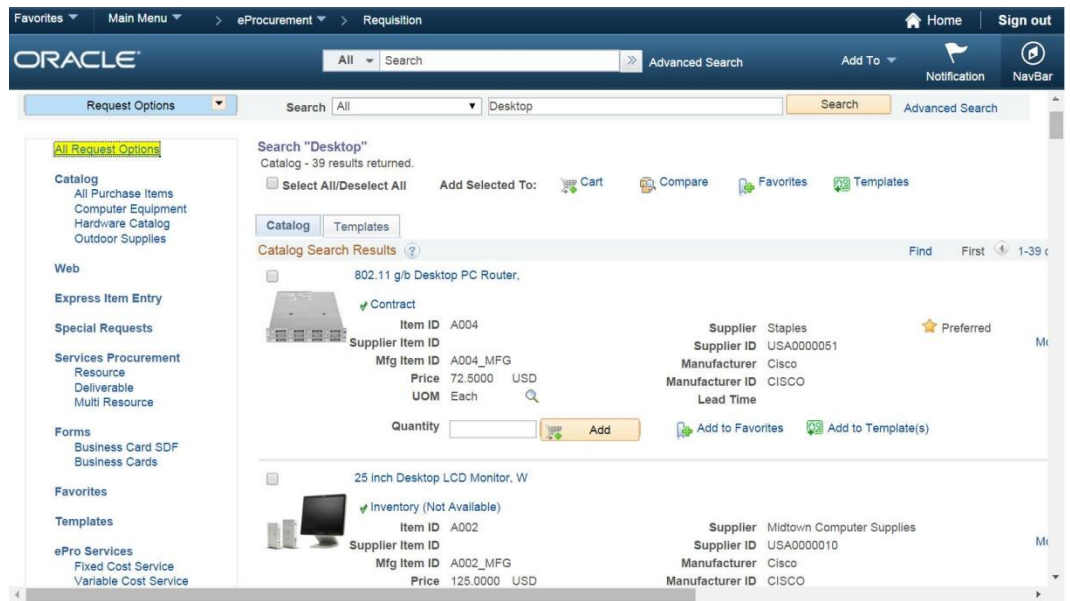 Favorites Main Menu > eProcurement > Requisition Home Sign out
ORACLE All Search Advanced Search Add To Notification NavBar
Request Options Search All Desktop Search Advanced Search
All Request Options
Catalog
All Purchase Items
Computer Equipment
Hardware Catalog
Outdoor Supplies
Web
Express Item Entry
Special Requests
Services Procurement
Resource
Deliverable
Multi Resource
Forms
Business Card SDF
Business Cards
Favorites
Templates
ePro Services
Fixed Cost Service
Variable Cost Service
Search "Desktop"
Catalog - 39 results returned.
Select All/Deselect All Add Selected To: Cart Compare Favorites Templates
Catalog Templates
Catalog Search Results ? Find First 1-39
802.11 g/b Desktop PC Router,
Contract
Item ID A004 Supplier Staples Preferred
Supplier Item ID Supplier ID USA0000051
Mfg Item ID A004_MFG Manufacturer Cisco
Price 72.5000 USD Manufacturer ID CISCO
UOM Each Lead Time
Quantity Add Add to Favorites Add to Template(s)
25 inch Desktop LCD Monitor, W
Inventory (Not Available)
Item ID A002 Supplier Midtown Computer Supplies
Supplier Item ID Supplier ID USA0000010
Mfg Item ID A002_MFG Manufacturer Cisco
Price 125.0000 USD Manufacturer ID CISCO